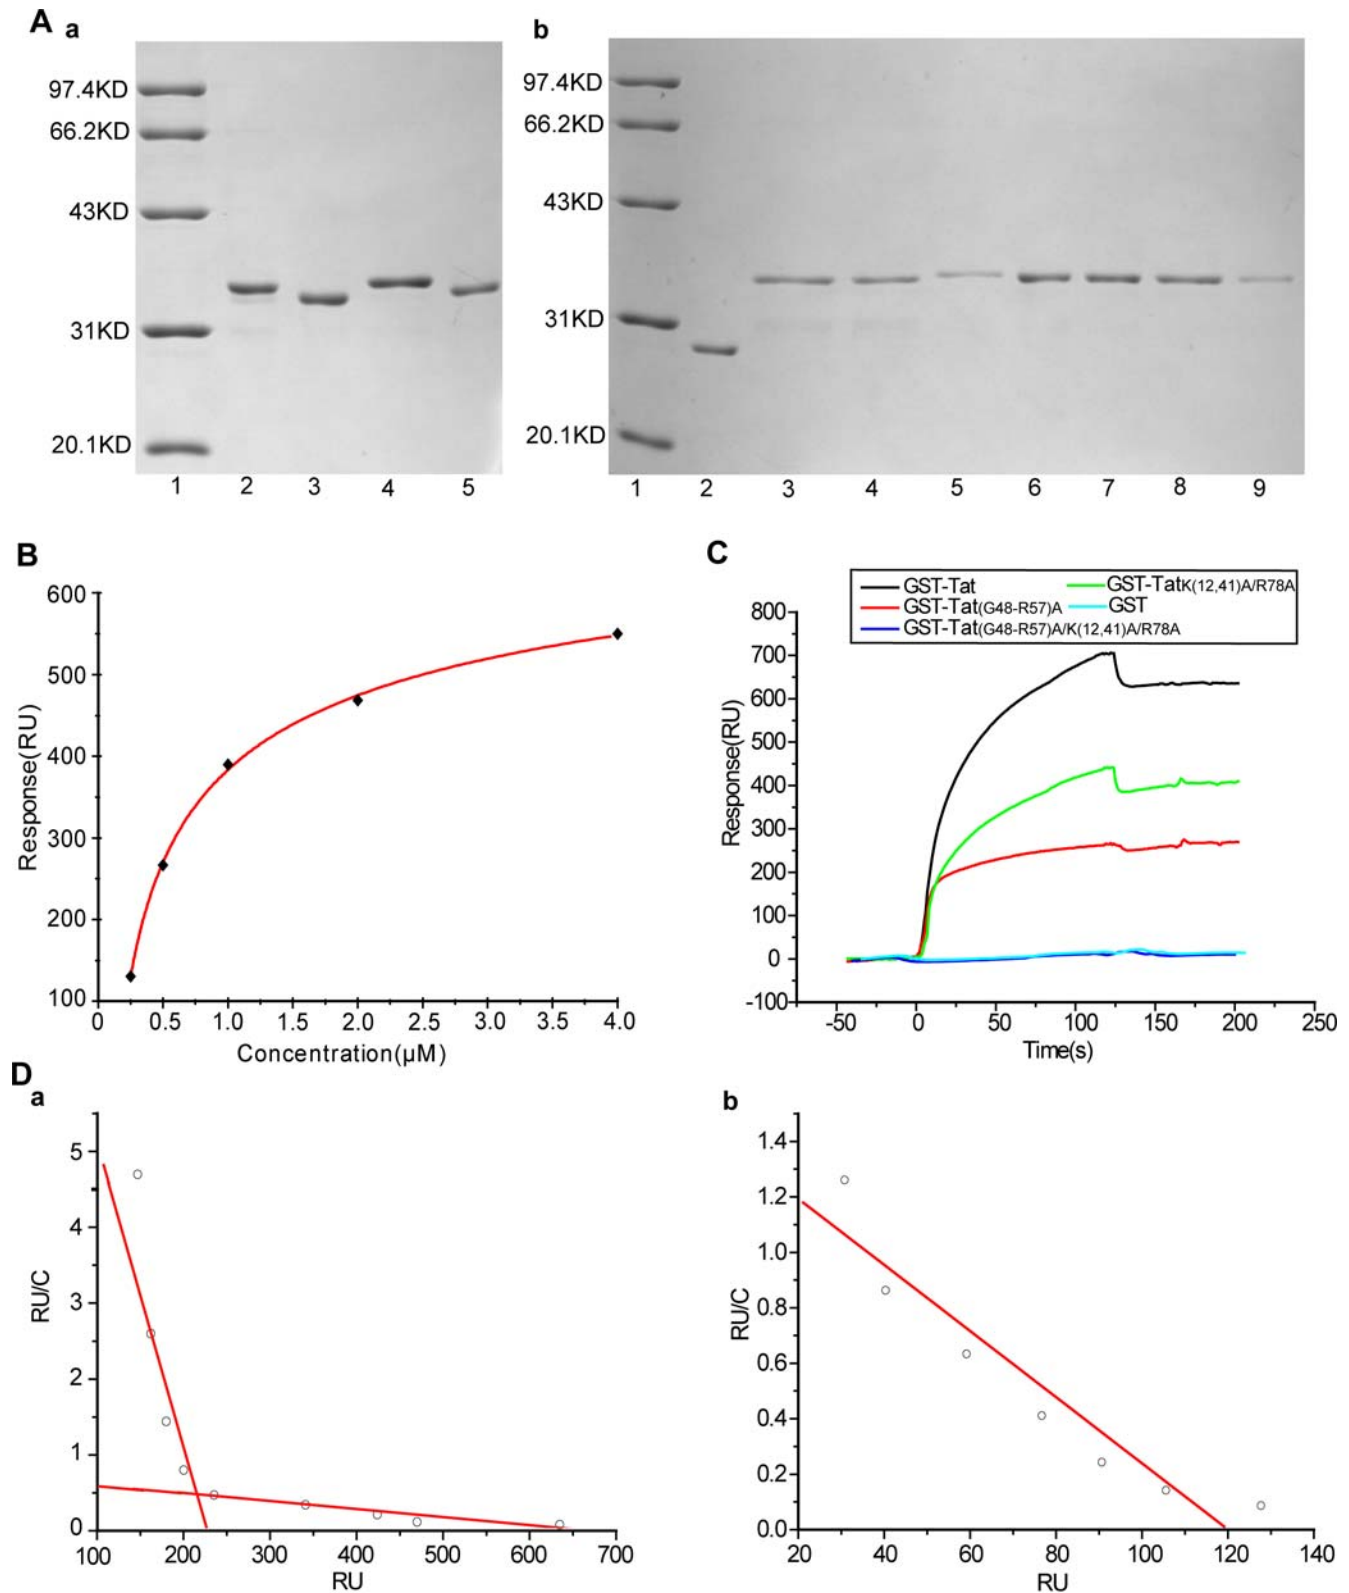 A a
b
97.4KD
66.2KD
43KD
31KD
20.1KD
1 2 3 4 5
97.4KD
66.2KD
43KD
31KD
20.1KD
1 2 3 4 5 6 7 8 9
B
600
500
400
300
200
100
Response(RU)
0 0.5 1.0 1.5 2.0 2.5 3.0 3.5 4.0
Concentration(µM)
C
GST-Tat
GST-TatK(12,41)A/R78A
GST-Tat(G48-R57)A
GST
GST-Tat(G48-R57)A/K(12,41)A/R78A
800
700
600
500
400
300
200
100
0
-100
Response(RU)
-50 0 50 100 150 200 250
Time(s)
D
a
5
4
3
2
1
0
RU/C
100 200 300 400 500 600 700
RU
b
1.4
1.2
1.0
0.8
0.6
0.4
0.2
0.0
RU/C
20 40 60 80 100 120 140
RU